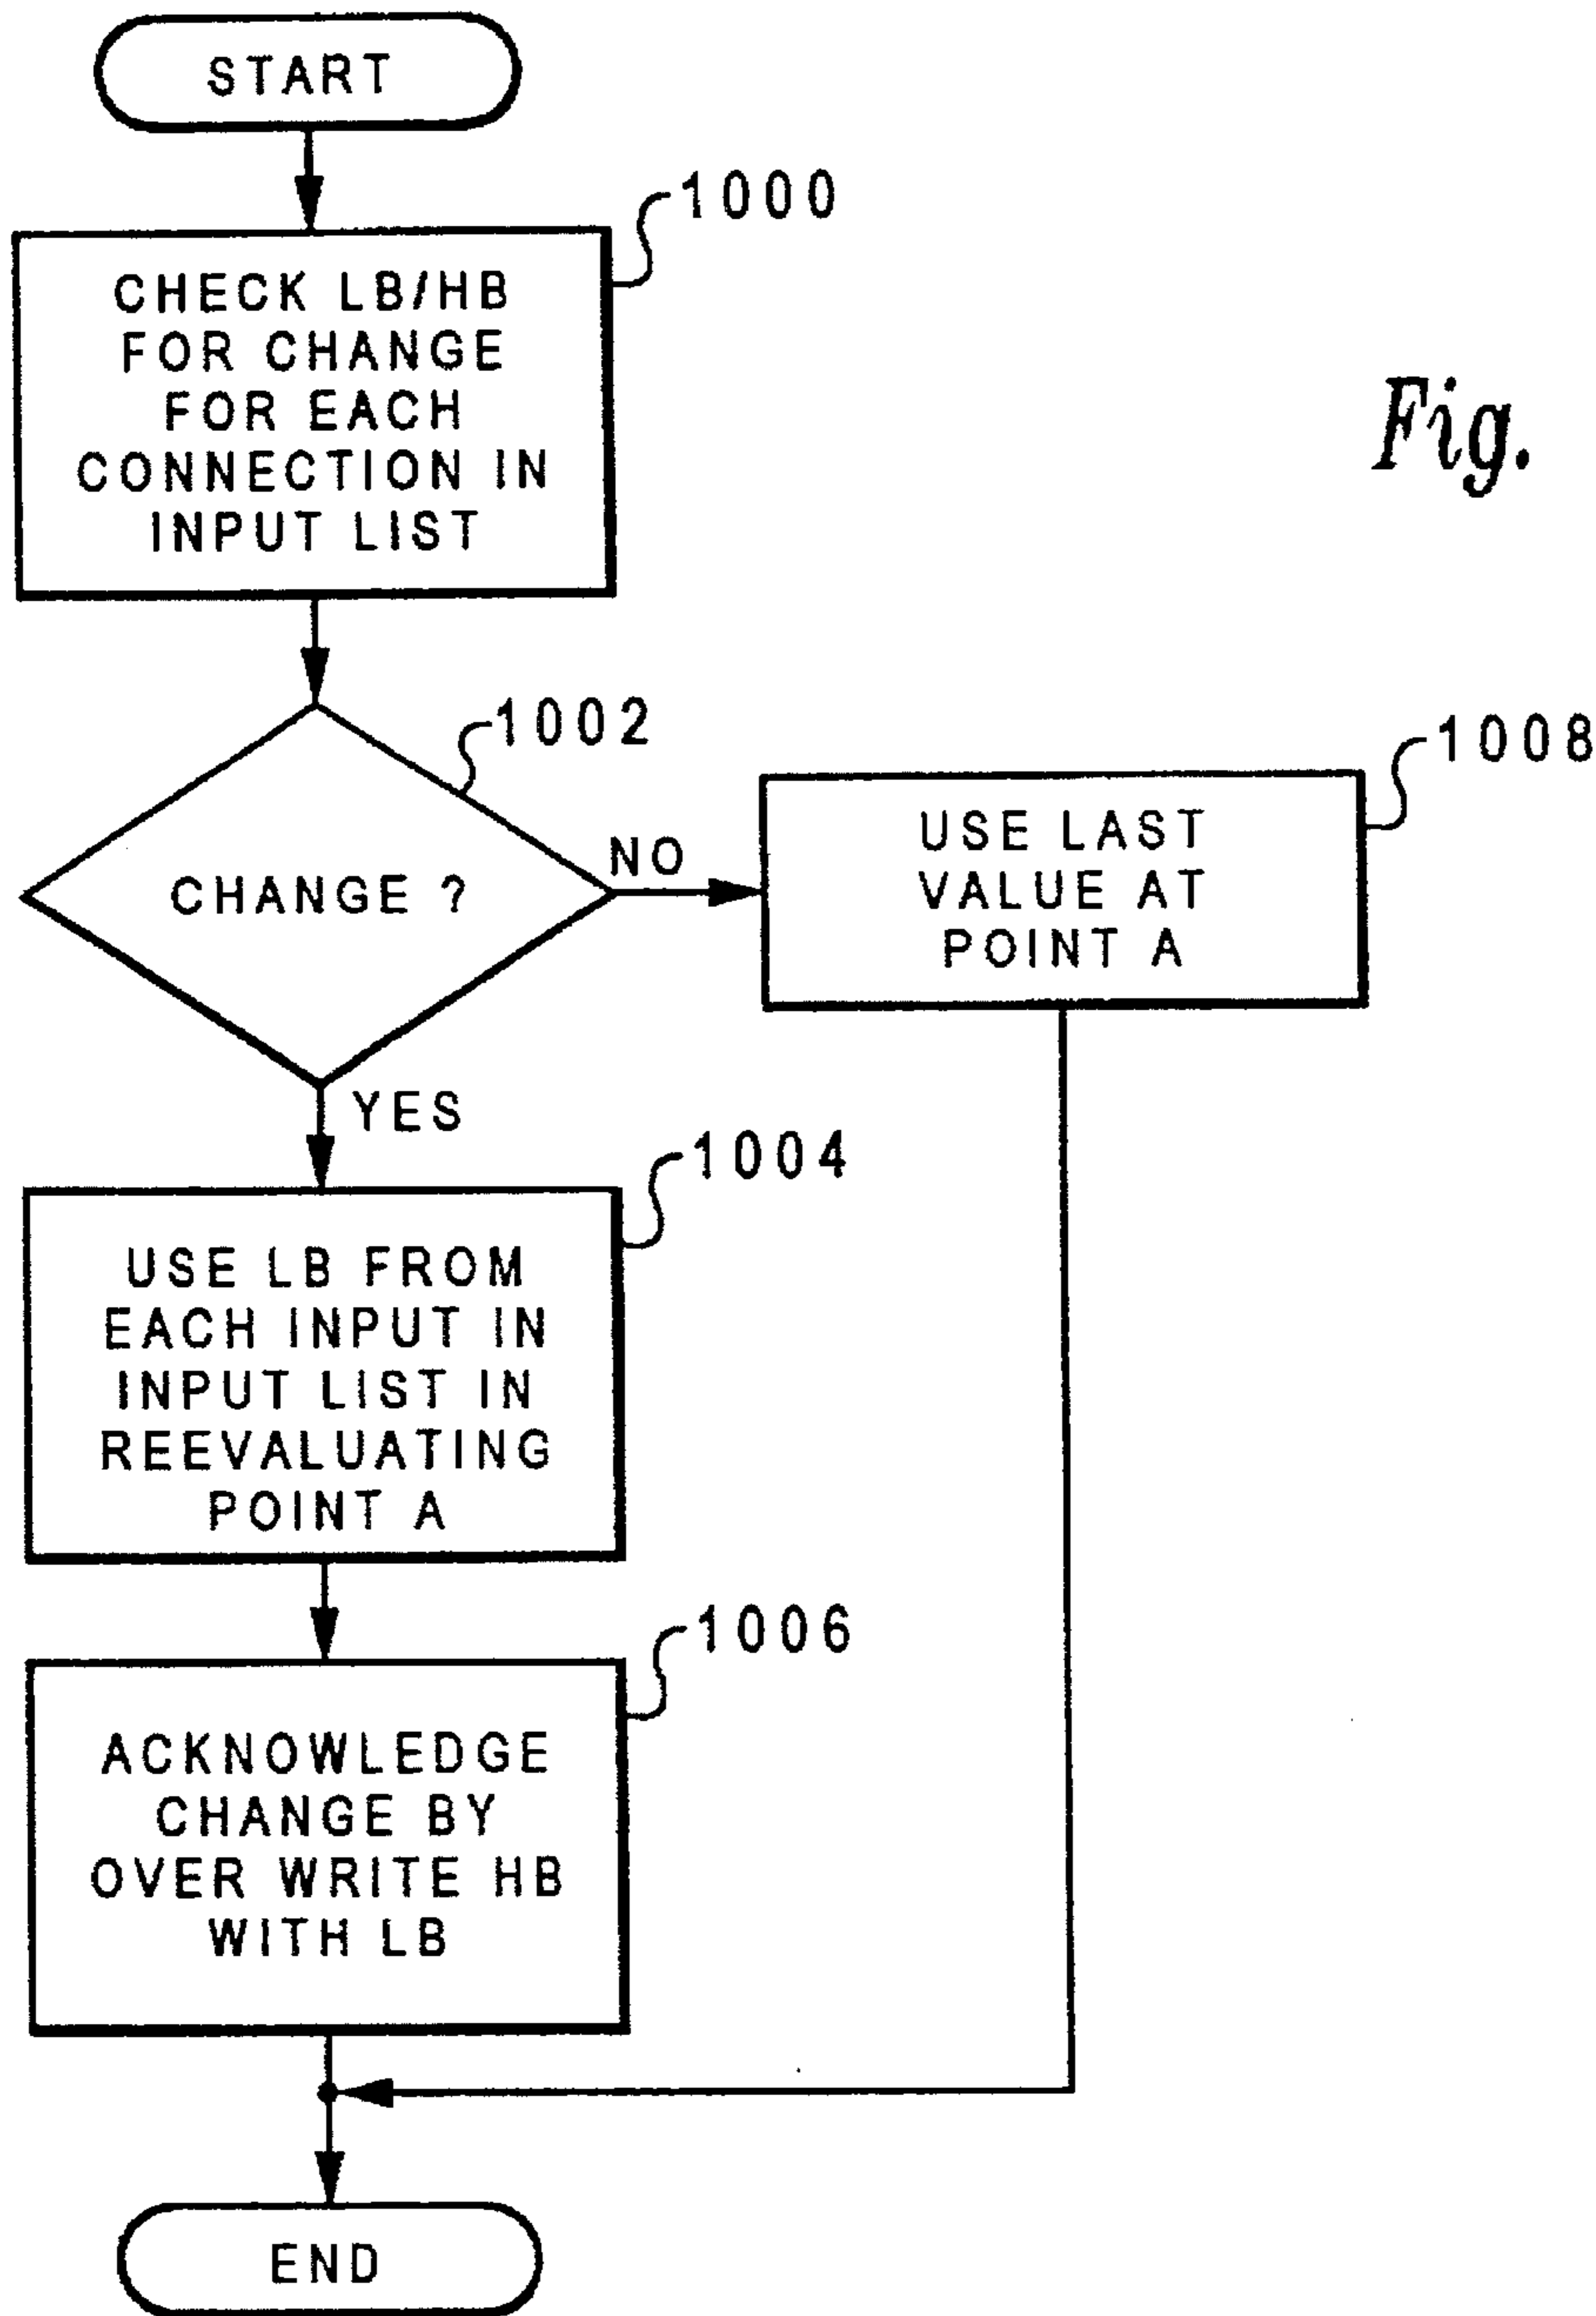 START
1000
CHECK LB/HB
FOR CHANGE
FOR EACH
CONNECTION IN
INPUT LIST
Fig.
1002
CHANGE ?
NO
1008
USE LAST
VALUE AT
POINT A
YES
1004
USE LB FROM
EACH INPUT IN
INPUT LIST IN
REEVALUATING
POINT A
1006
ACKNOWLEDGE
CHANGE BY
OVER WRITE HB
WITH LB
END